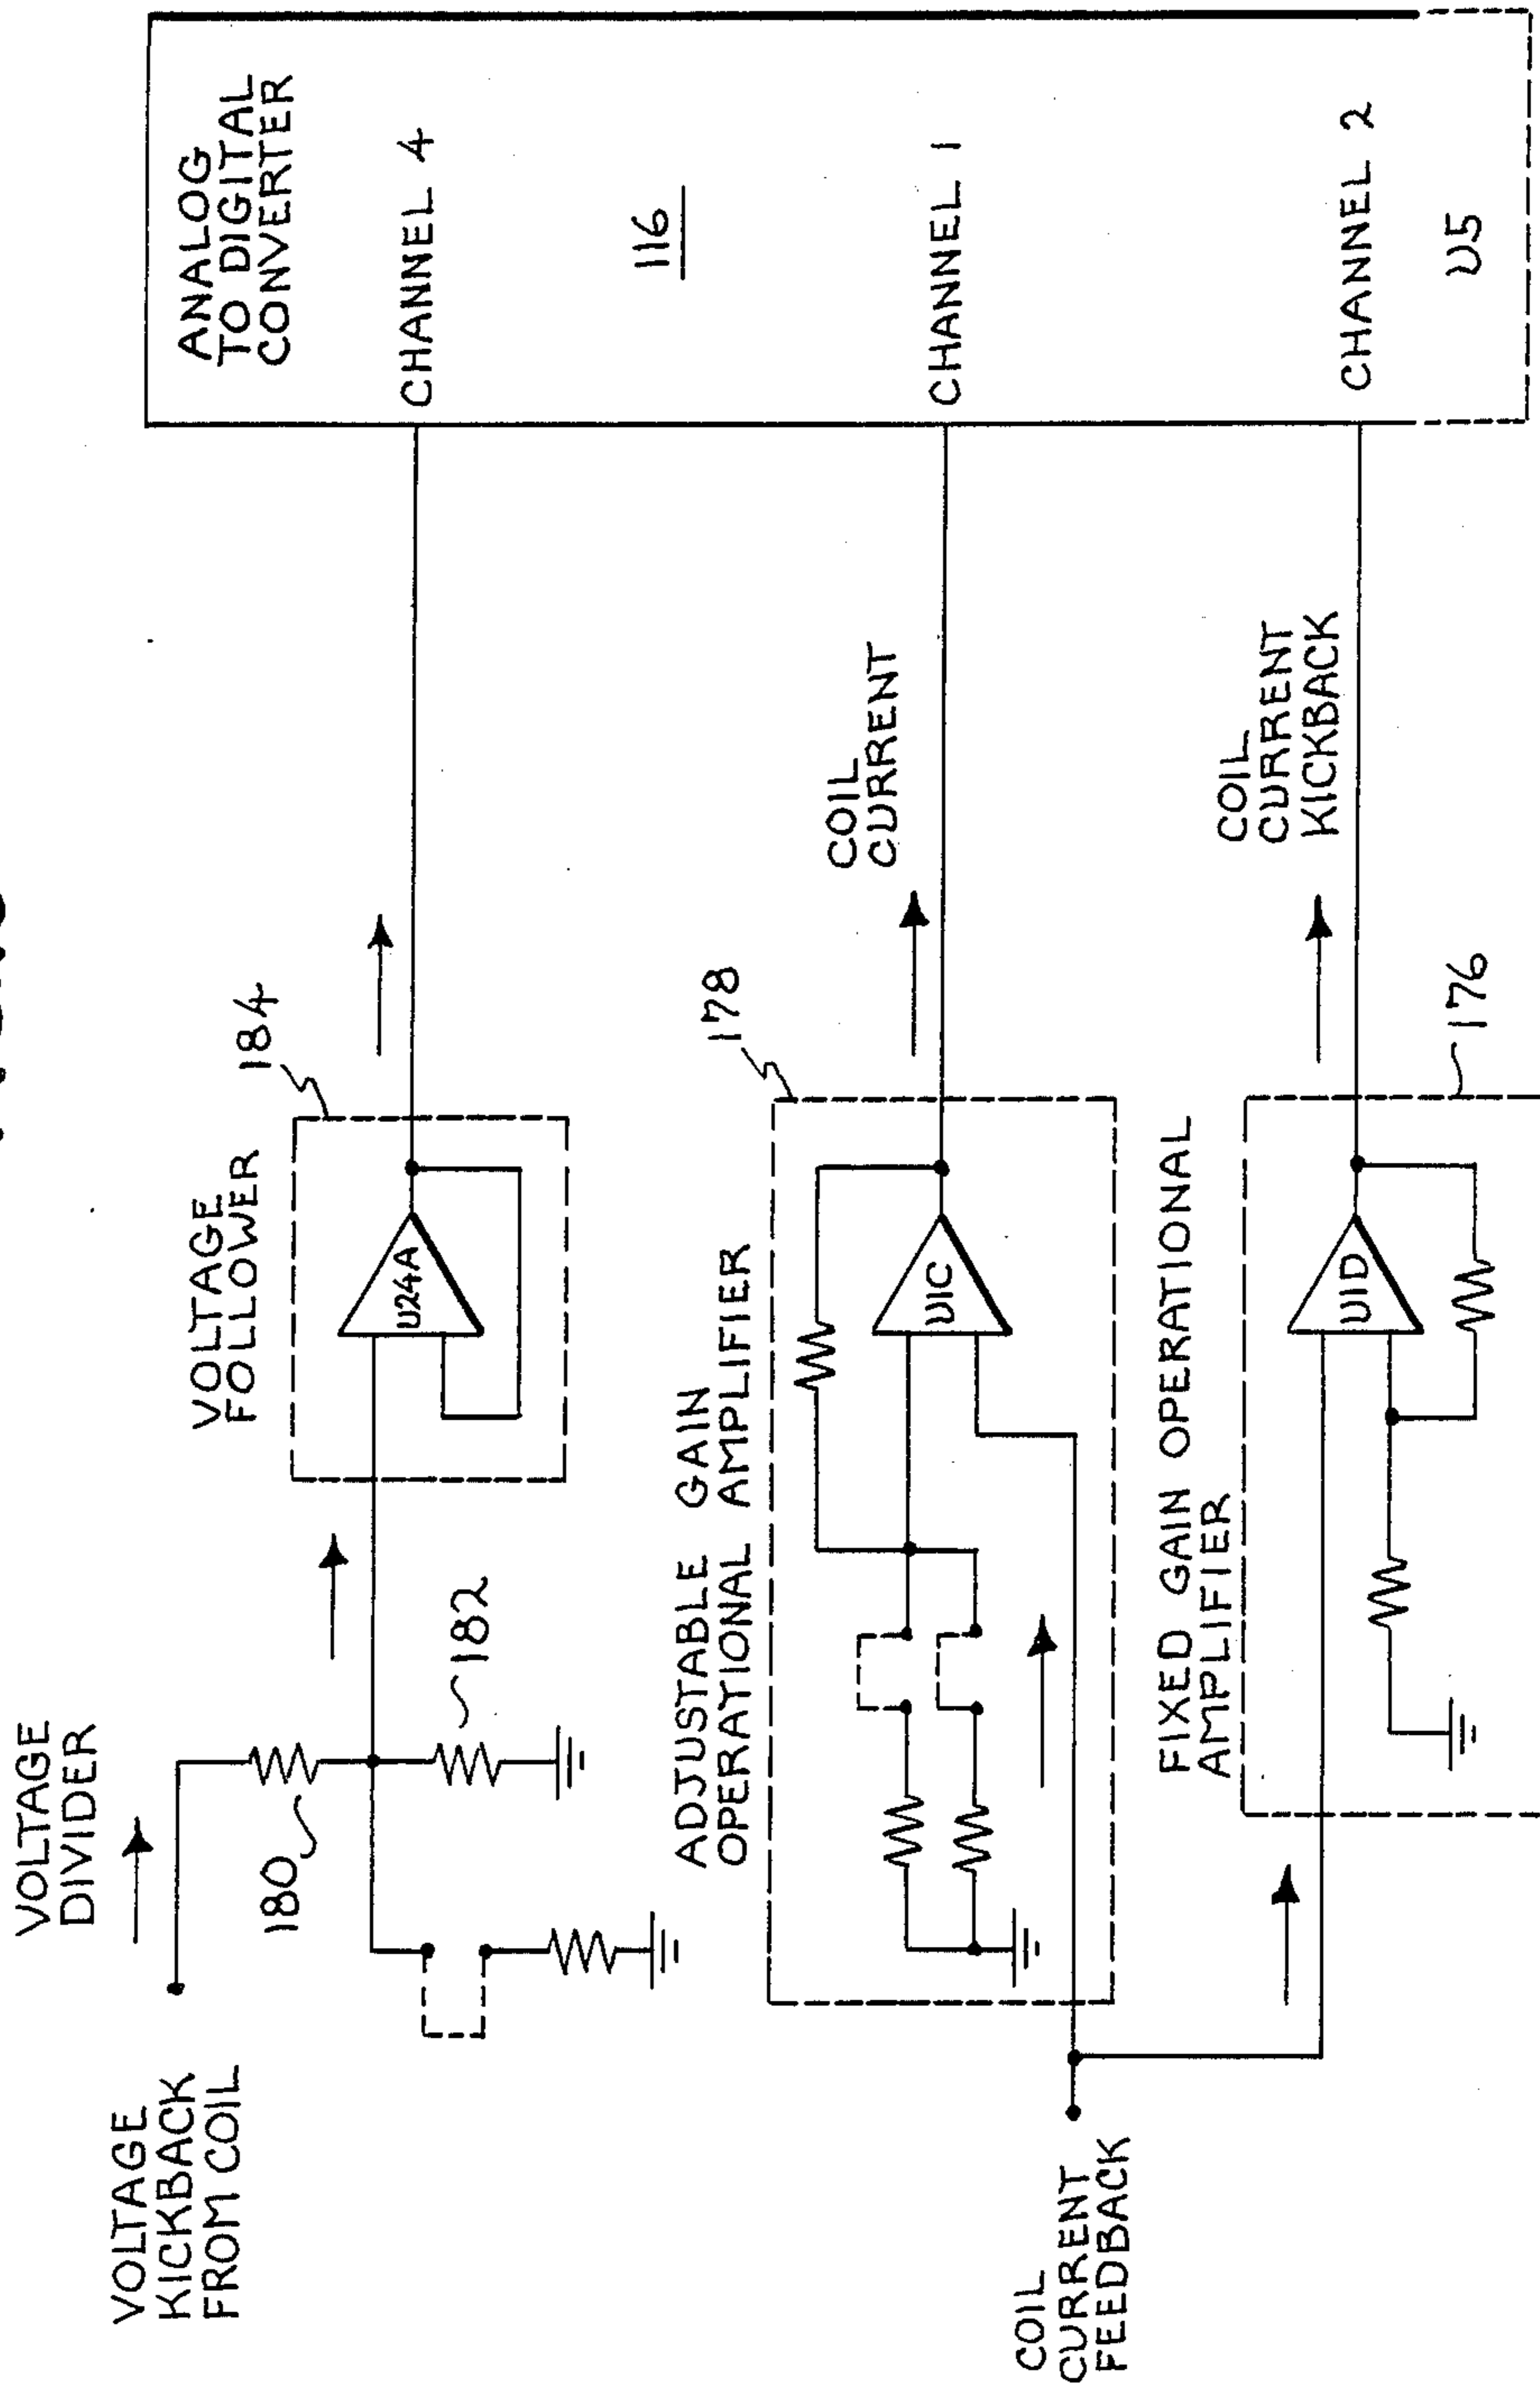 VOLTAGE
KICKBACK
FROM COIL
VOLTAGE
DIVIDER
180
182
VOLTAGE
FOLLOWER
184
U24A
ANALOG
TO DIGITAL
CONVERTER
CHANNEL 4
116
CHANNEL 1
CHANNEL 2
U5
ADJUSTABLE GAIN
OPERATIONAL AMPLIFIER
178
U1C
COIL
CURRENT
COIL
CURRENT
FEEDBACK
FIXED GAIN OPERATIONAL
AMPLIFIER
U1D
176
COIL
CURRENT
KICKBACK